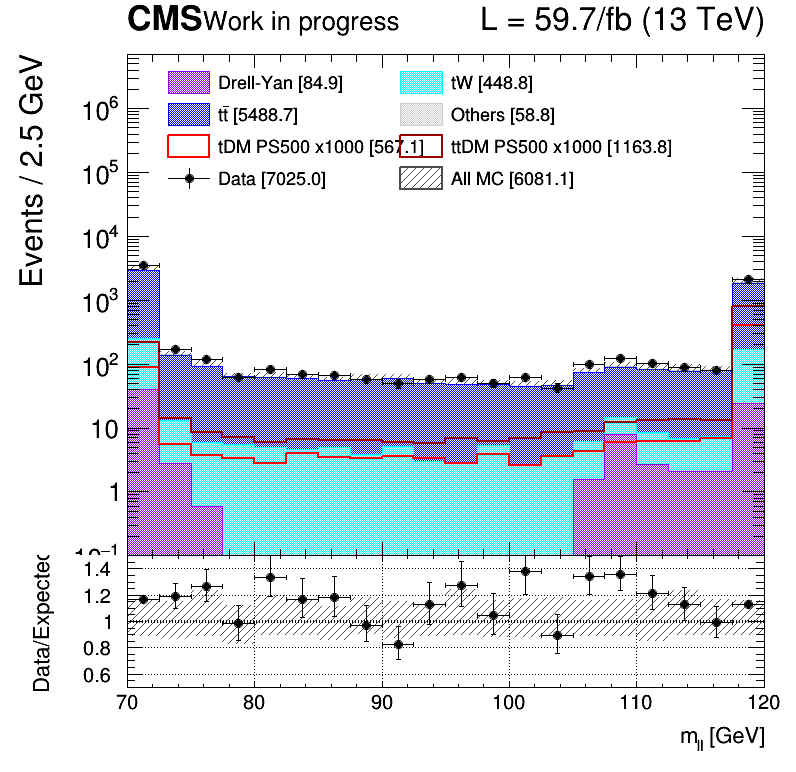 CMS Work in progress L = 59.7/fb (13 TeV)
Events / 2.5 GeV
Drell-Yan [84.9] tW [448.8]
tt̄ [5488.7] Others [58.8]
tDM PS500 x1000 [567.1] ttDM PS500 x1000 [1163.8]
Data [7025.0] All MC [6081.1]
10⁶
10⁵
10⁴
10³
10²
10
1
10⁻¹
Data/Expected
1.4
1.2
1
0.8
0.6
70 80 90 100 110 120
m_ll [GeV]